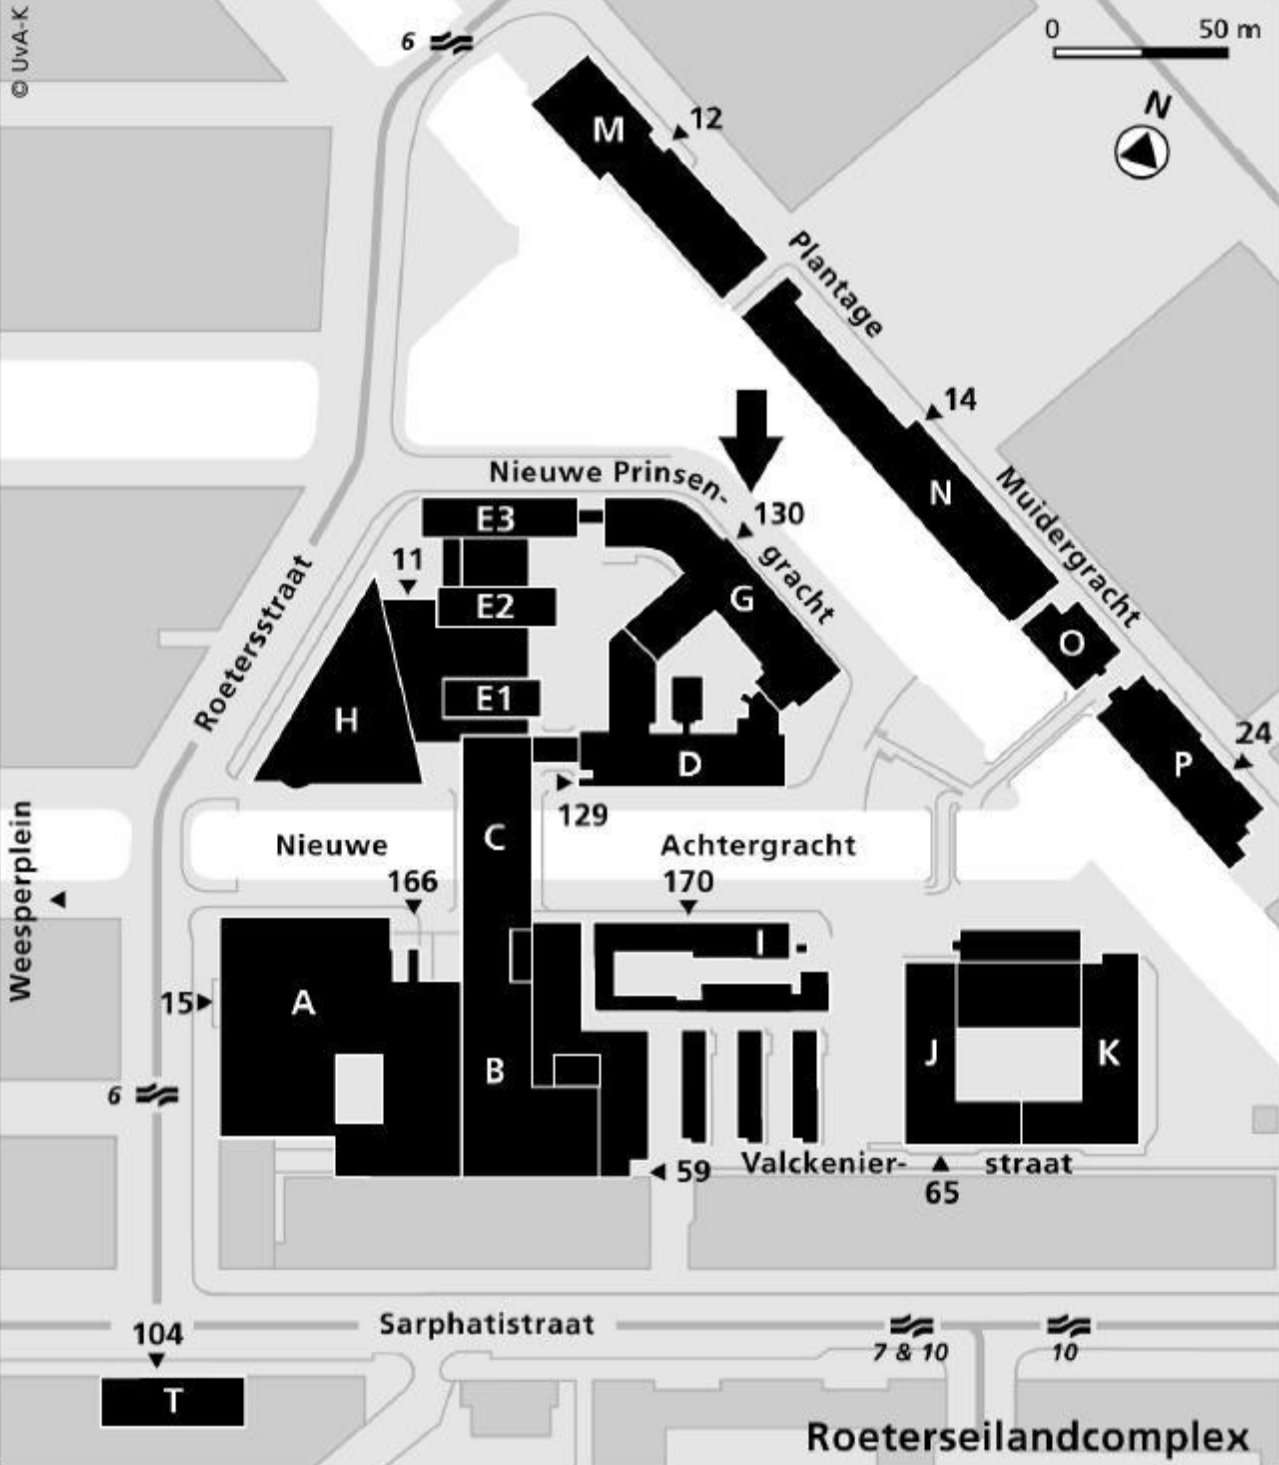 © UvA-K
6
0 50 m
N
M
12
Plantage
14
N
Muidergracht
Nieuwe Prinsen-
gracht
130
E3
11
E2
G
E1
Roetersstraat
H
O
D
P
24
129
C
Nieuwe
Achtergracht
166
170
Weesperplein
I
15
A
B
J
K
6
59
Valckenier-
straat
65
Sarphatistraat
104
7 & 10
10
T
Roeterseilandcomplex